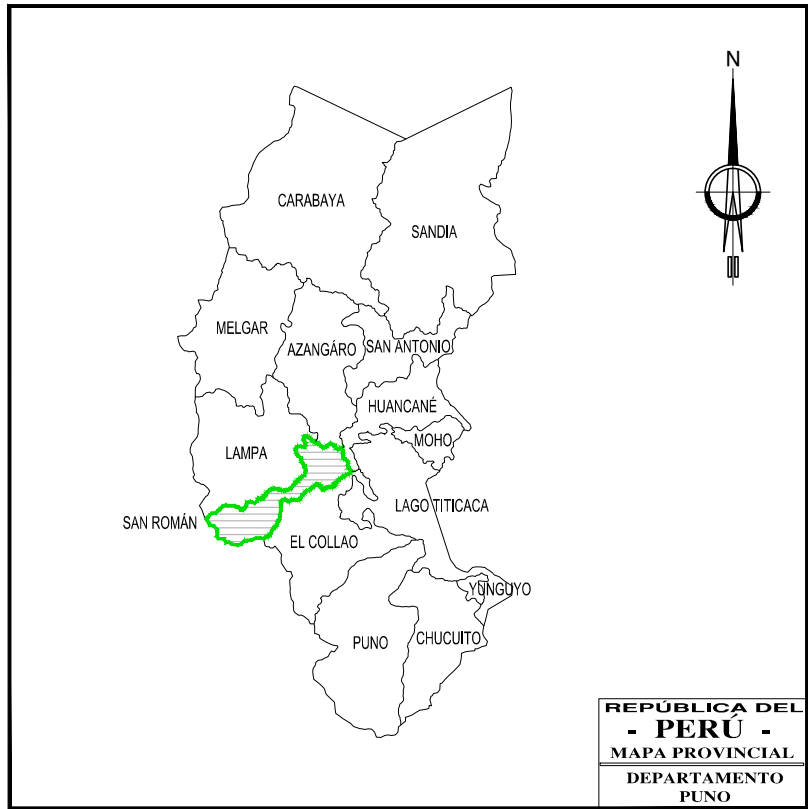 N
CARABAYA
SANDIA
MELGAR
AZANGÁRO
SAN ANTONIO
HUANCANÉ
MOHO
LAMPA
LAGO TITICACA
SAN ROMÁN
EL COLLAO
YUNGUYO
PUNO
CHUCUITO
REPÚBLICA DEL
- PERÚ -
MAPA PROVINCIAL
DEPARTAMENTO
PUNO